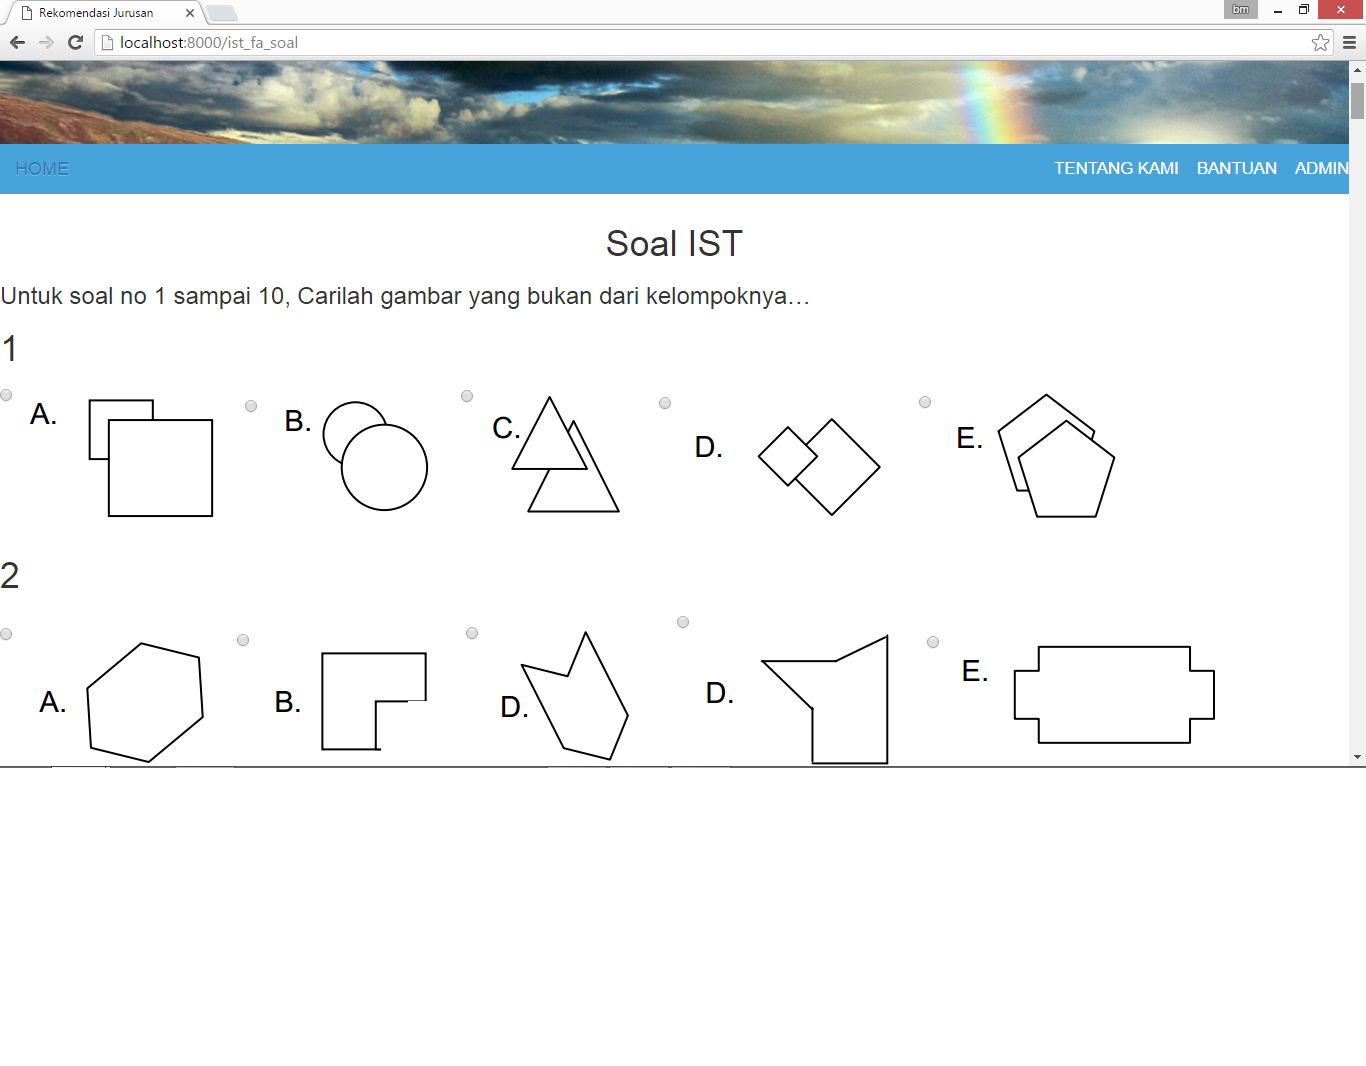 Rekomendasi Jurusan
bm
localhost:8000/ist_fa_soal
HOME
TENTANG KAMI BANTUAN ADMIN
Soal IST
Untuk soal no 1 sampai 10, Carilah gambar yang bukan dari kelompoknya…
1
A. B. C. D. E.
2
A. B. D. D. E.